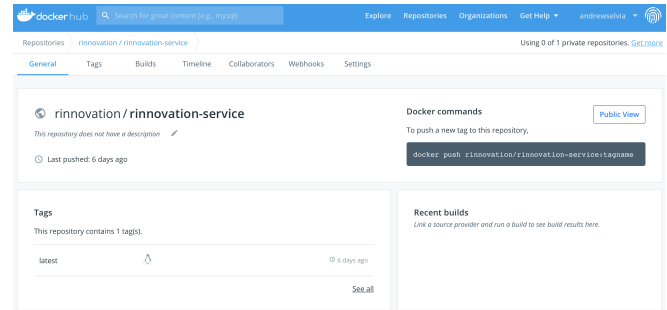 dockerhub
Search for great content (e.g., mysql)
Explore Repositories Organizations Get Help andrewselvia
Repositories rinnovation / rinnovation-service Using 0 of 1 private repositories. Get more
General Tags Builds Timeline Collaborators Webhooks Settings
rinnovation / rinnovation-service
This repository does not have a description
Last pushed: 6 days ago
Docker commands
Public View
To push a new tag to this repository,
docker push rinnovation/rinnovation-service:tagname
Tags
This repository contains 1 tag(s).
latest 6 days ago
See all
Recent builds
Link a source provider and run a build to see build results here.